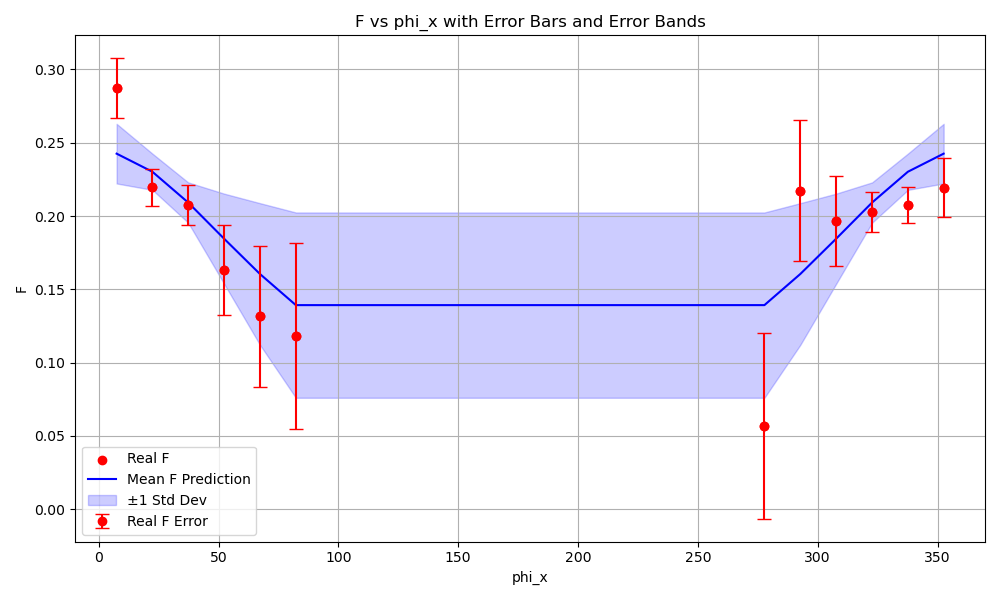 F vs phi_x with Error Bars and Error Bands
F
0.30
0.25
0.20
0.15
0.10
0.05
0.00
Real F
Mean F Prediction
±1 Std Dev
Real F Error
0 50 100 150 200 250 300 350
phi_x